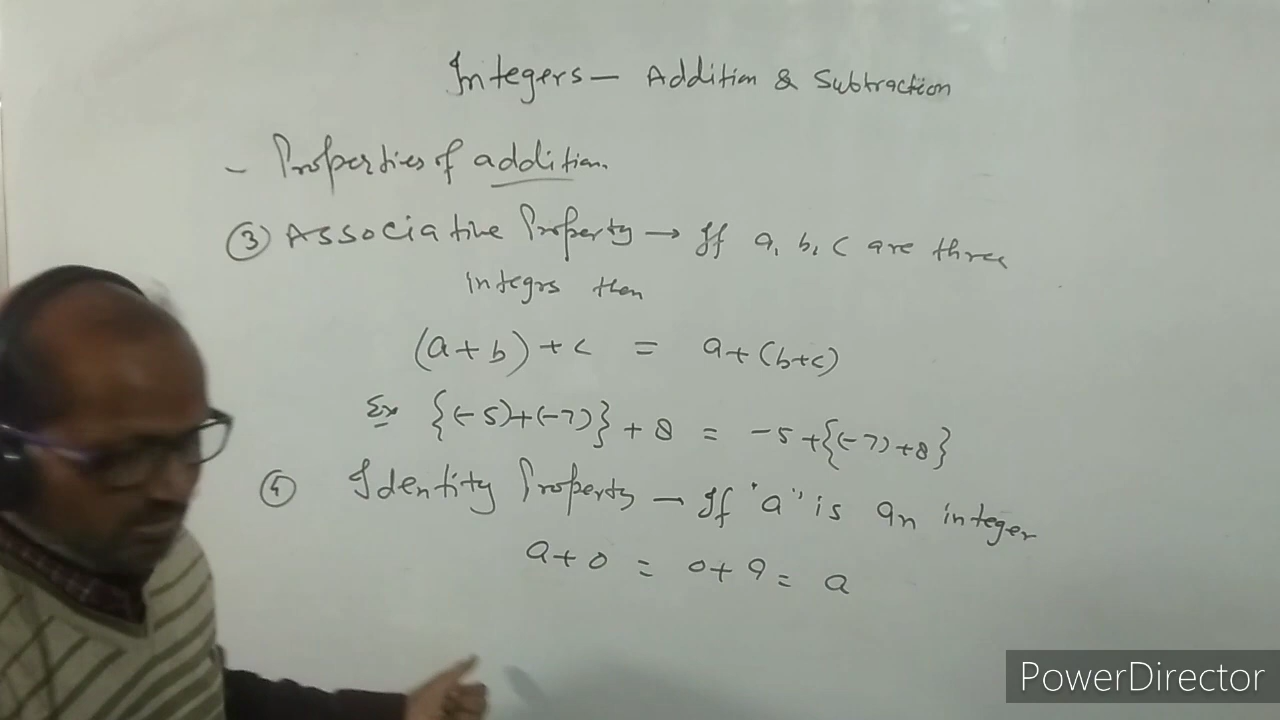 Integers — Addition & Subtraction
- Properties of addition.
③ Associative Property → If a, b, c are three
integrs then
(a+b)+c = a+(b+c)
Ex {(-5)+(-7)}+8 = -5+{(-7)+8}
④ Identity Property → If "a" is an integer
a+0 = 0+a = a
PowerDirector